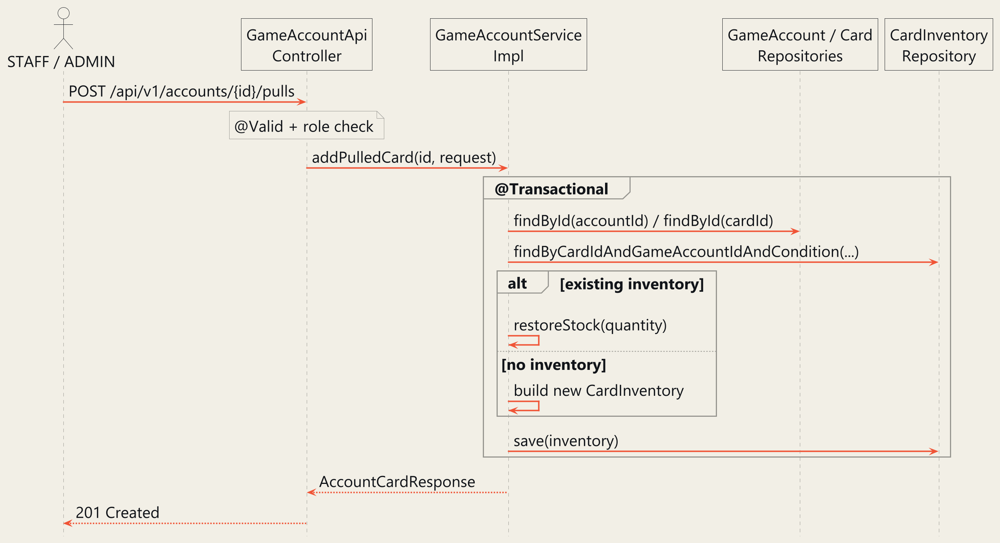 STAFF / ADMIN
GameAccountApi
Controller
GameAccountService
Impl
GameAccount / Card
Repositories
CardInventory
Repository
POST /api/v1/accounts/{id}/pulls
@Valid + role check
addPulledCard(id, request)
@Transactional
findById(accountId) / findById(cardId)
findByCardIdAndGameAccountIdAndCondition(...)
alt [existing inventory]
restoreStock(quantity)
[no inventory]
build new CardInventory
save(inventory)
AccountCardResponse
201 Created